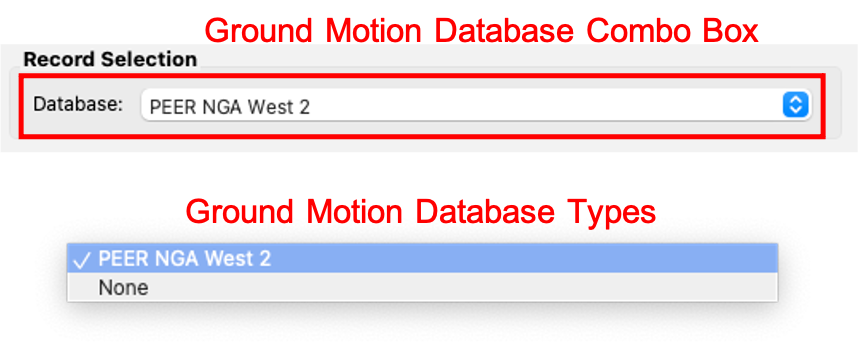 Ground Motion Database Combo Box
Record Selection
Database: PEER NGA West 2
Ground Motion Database Types
✓ PEER NGA West 2
None